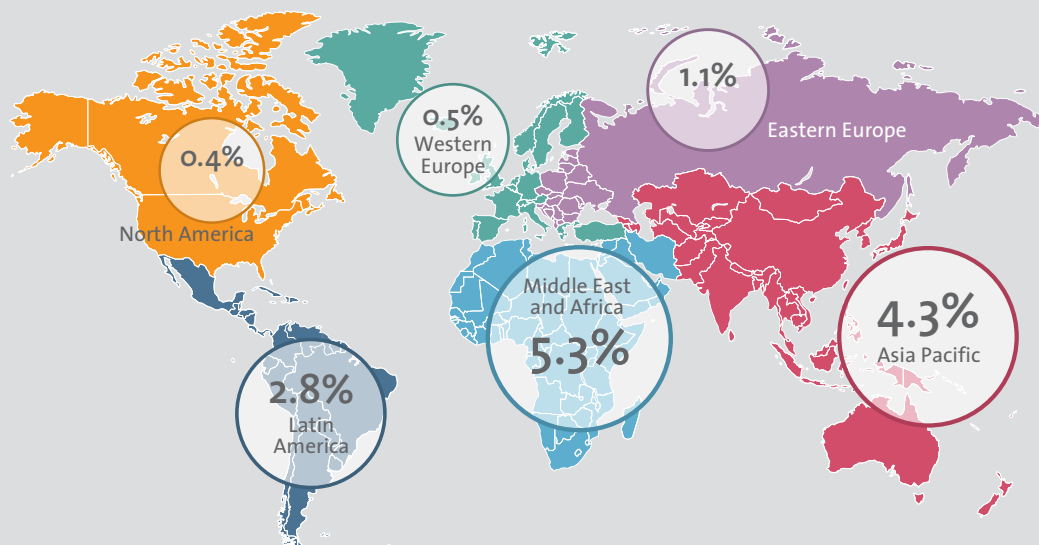 1.1%
Eastern Europe
0.5%
Western
Europe
0.4%
North America
Middle East
and Africa
5.3%
4.3%
Asia Pacific
2.8%
Latin
America